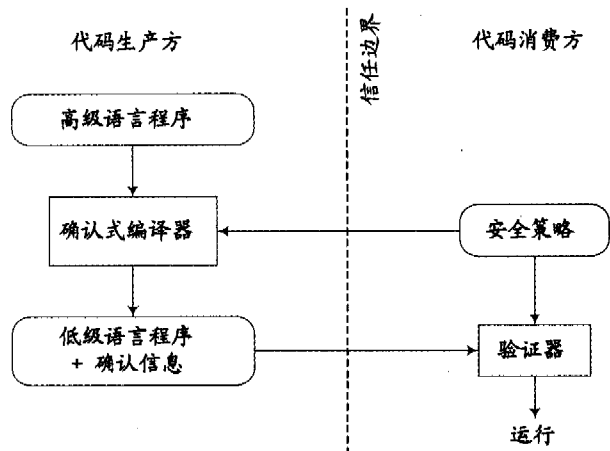 代码生产方
信任边界
代码消费方
高级语言程序
确认式编译器
安全策略
低级语言程序
+ 确认信息
验证器
运行